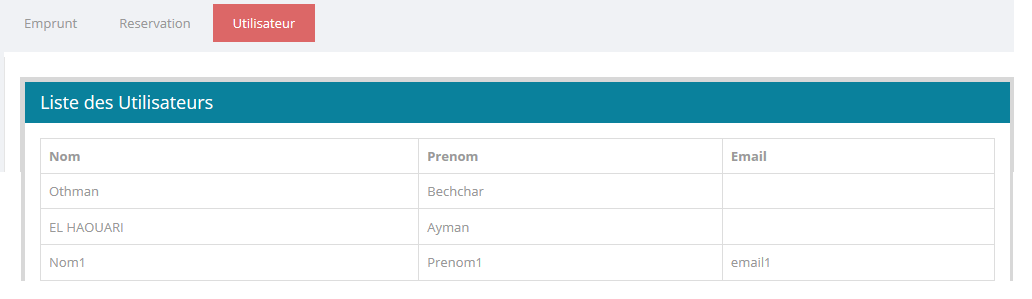 Emprunt Reservation Utilisateur
Liste des Utilisateurs
Nom Prenom Email
Othman Bechchar
EL HAOUARI Ayman
Nom1 Prenom1 email1